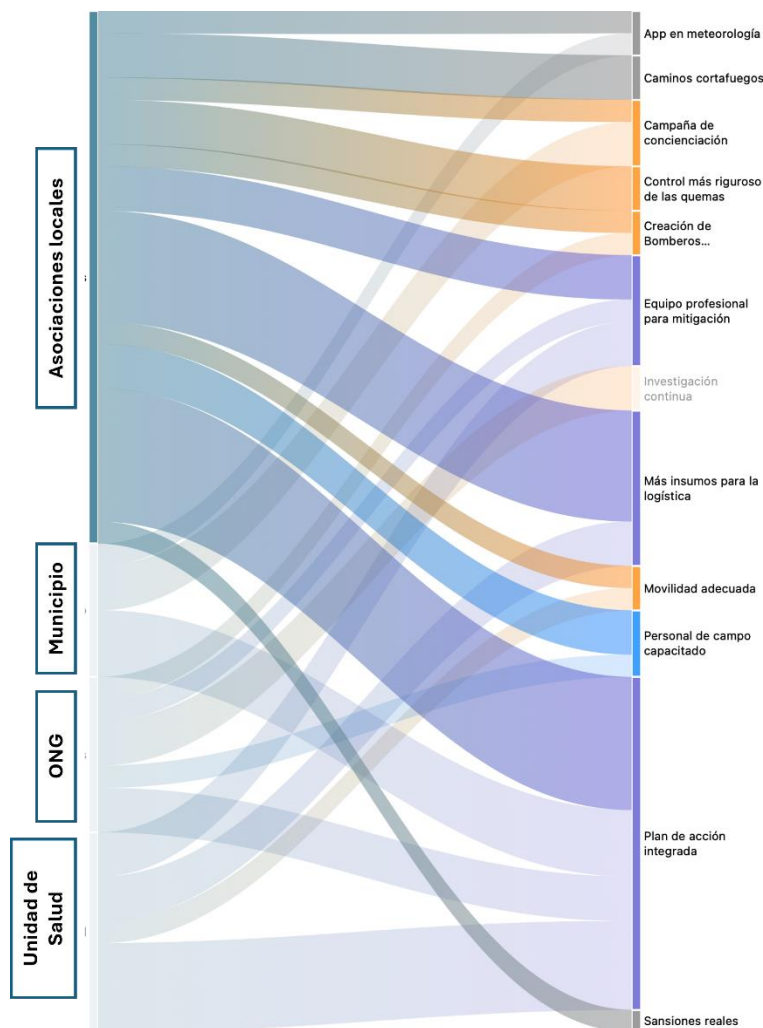 Asociaciones locales
Municipio
ONG
Unidad de
Salud
App en meteorología
Caminos cortafuegos
Campaña de
concienciación
Control más riguroso
de las quemas
Creación de
Bomberos...
Equipo profesional
para mitigación
Investigación
continua
Más insumos para la
logística
Movilidad adecuada
Personal de campo
capacitado
Plan de acción
integrada
Sansiones reales